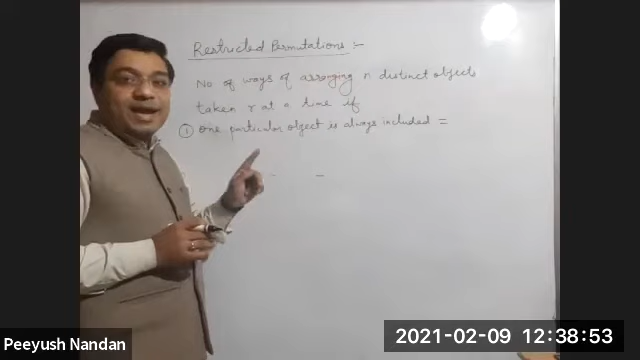 Restricted Permutations :-
No of ways of arranging n distinct objects
taken r at a time if
① one particular object is always included =
- -
Peeyush Nandan
2021-02-09 12:38:53